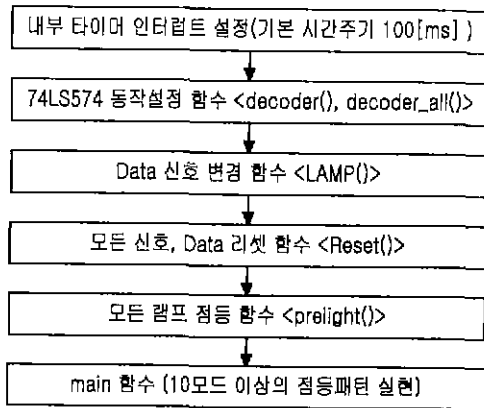 내부 타이머 인터럽트 설정(기본 시간주기 100[ms] )
74LS574 동작설정 함수 <decoder(), decoder_all()>
Data 신호 변경 함수 <LAMP()>
모든 신호, Data 리셋 함수 <Reset()>
모든 램프 점등 함수 <prelight()>
main 함수 (10모드 이상의 점등패턴 실현)